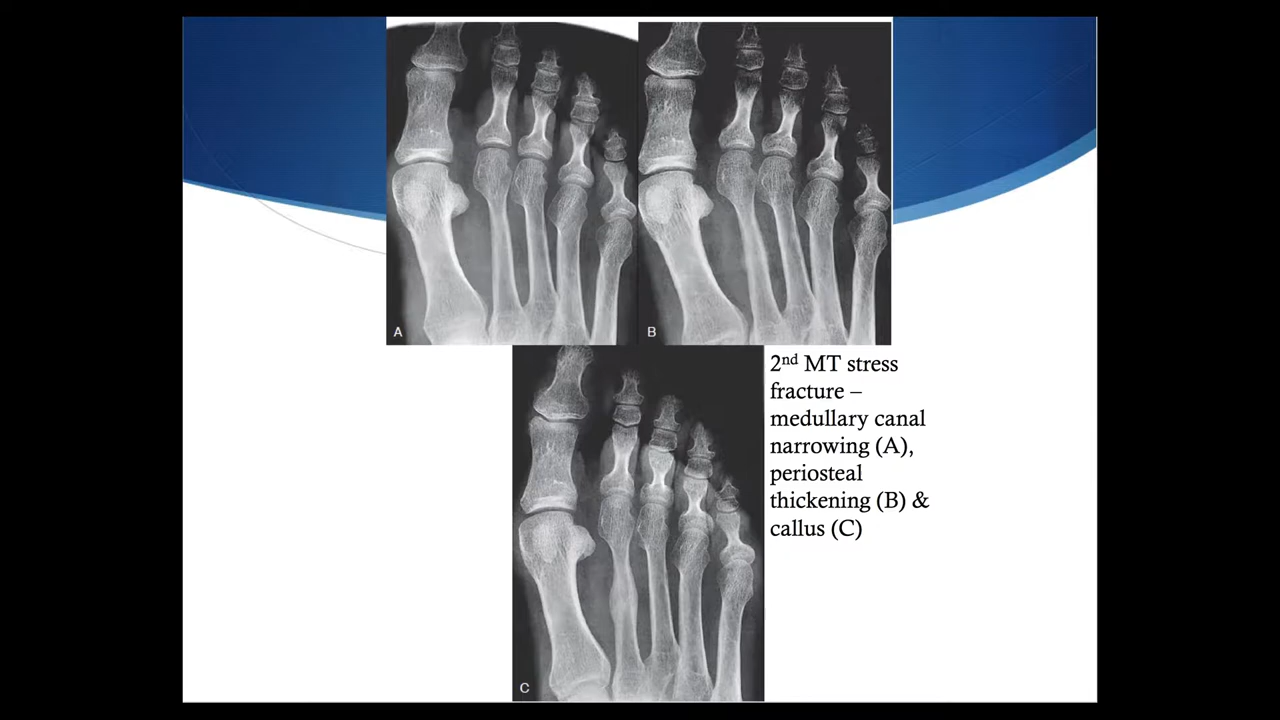 A
B
2nd MT stress
fracture –
medullary canal
narrowing (A),
periosteal
thickening (B) &
callus (C)
C